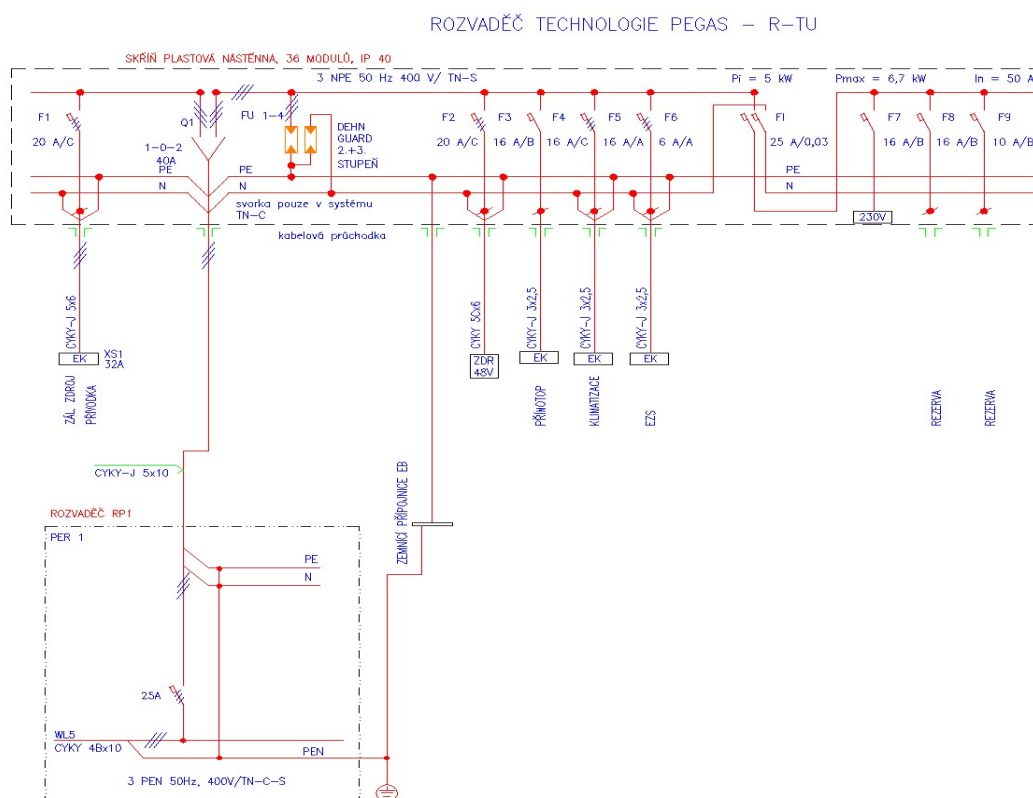 ROZVADĚČ TECHNOLOGIE PEGAS – R-TU
SKŘÍŇ PLASTOVÁ NÁSTĚNNÁ, 36 MODULŮ, IP 40
3 NPE 50 Hz 400 V/ TN-S
Pi = 5 kW
Pmax = 6,7 kW
In = 50 A
F1
20 A/C
Q1
1-0-2
40A
FU 1-4
DEHN
GUARD
2.+3.
STUPEŇ
F2
20 A/C
F3
16 A/B
F4
16 A/C
F5
16 A/A
F6
6 A/A
FI
25 A/0,03
F7
16 A/B
F8
16 A/B
F9
10 A/B
PE
N
PE
N
PE
N
svorka pouze v systému
TN-C
kabelová průchodka
230V
CYKY-J 5x6
CYKY 5Cx6
CYKY-J 3x2,5
CYKY-J 3x2,5
CYKY-J 3x2,5
EK
XS1
32A
ZDR
48V
EK
EK
EK
ZÁL ZDROJ
PŘÍVODKA
PŘÍMOTOP
KLIMATIZACE
EZS
REZERVA
REZERVA
CYKY-J 5x10
ZEMNÍCÍ PŘÍPOJNICE EB
ROZVADĚČ RP1
PER 1
PE
N
25A
WL5
CYKY 4Bx10
PEN
3 PEN 50Hz, 400V/TN-C-S